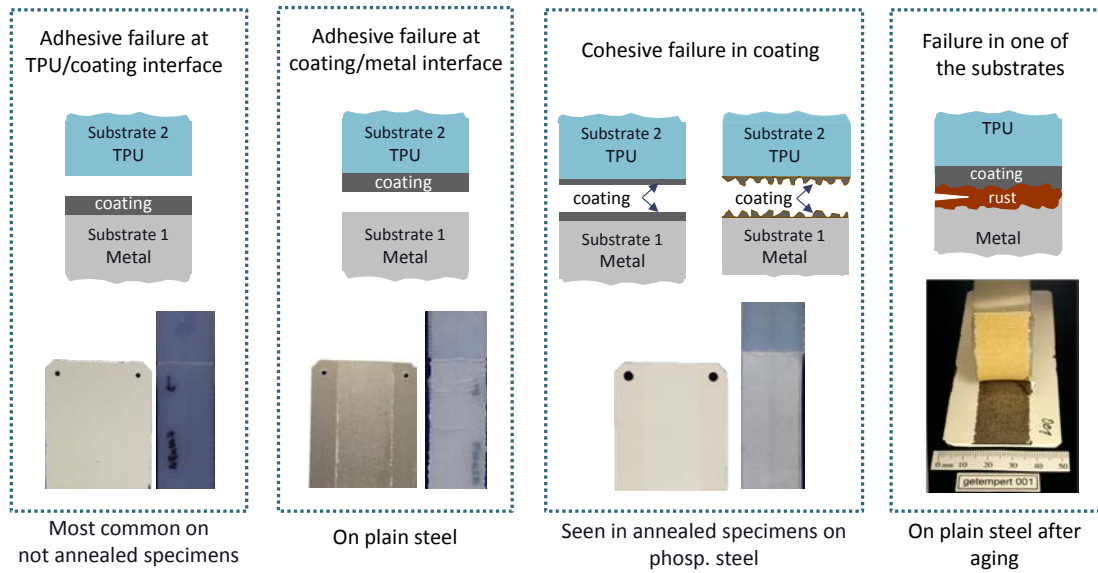 Adhesive failure at
TPU/coating interface
Substrate 2
TPU
coating
Substrate 1
Metal
Most common on
not annealed specimens
Adhesive failure at
coating/metal interface
Substrate 2
TPU
coating
Substrate 1
Metal
On plain steel
Cohesive failure in coating
Substrate 2
TPU
coating
Substrate 1
Metal
Substrate 2
TPU
coating
Substrate 1
Metal
Seen in annealed specimens on
phosp. steel
Failure in one of
the substrates
TPU
coating
rust
Metal
001
0 mm 10 20 30 40 50
getempert 001
On plain steel after
aging